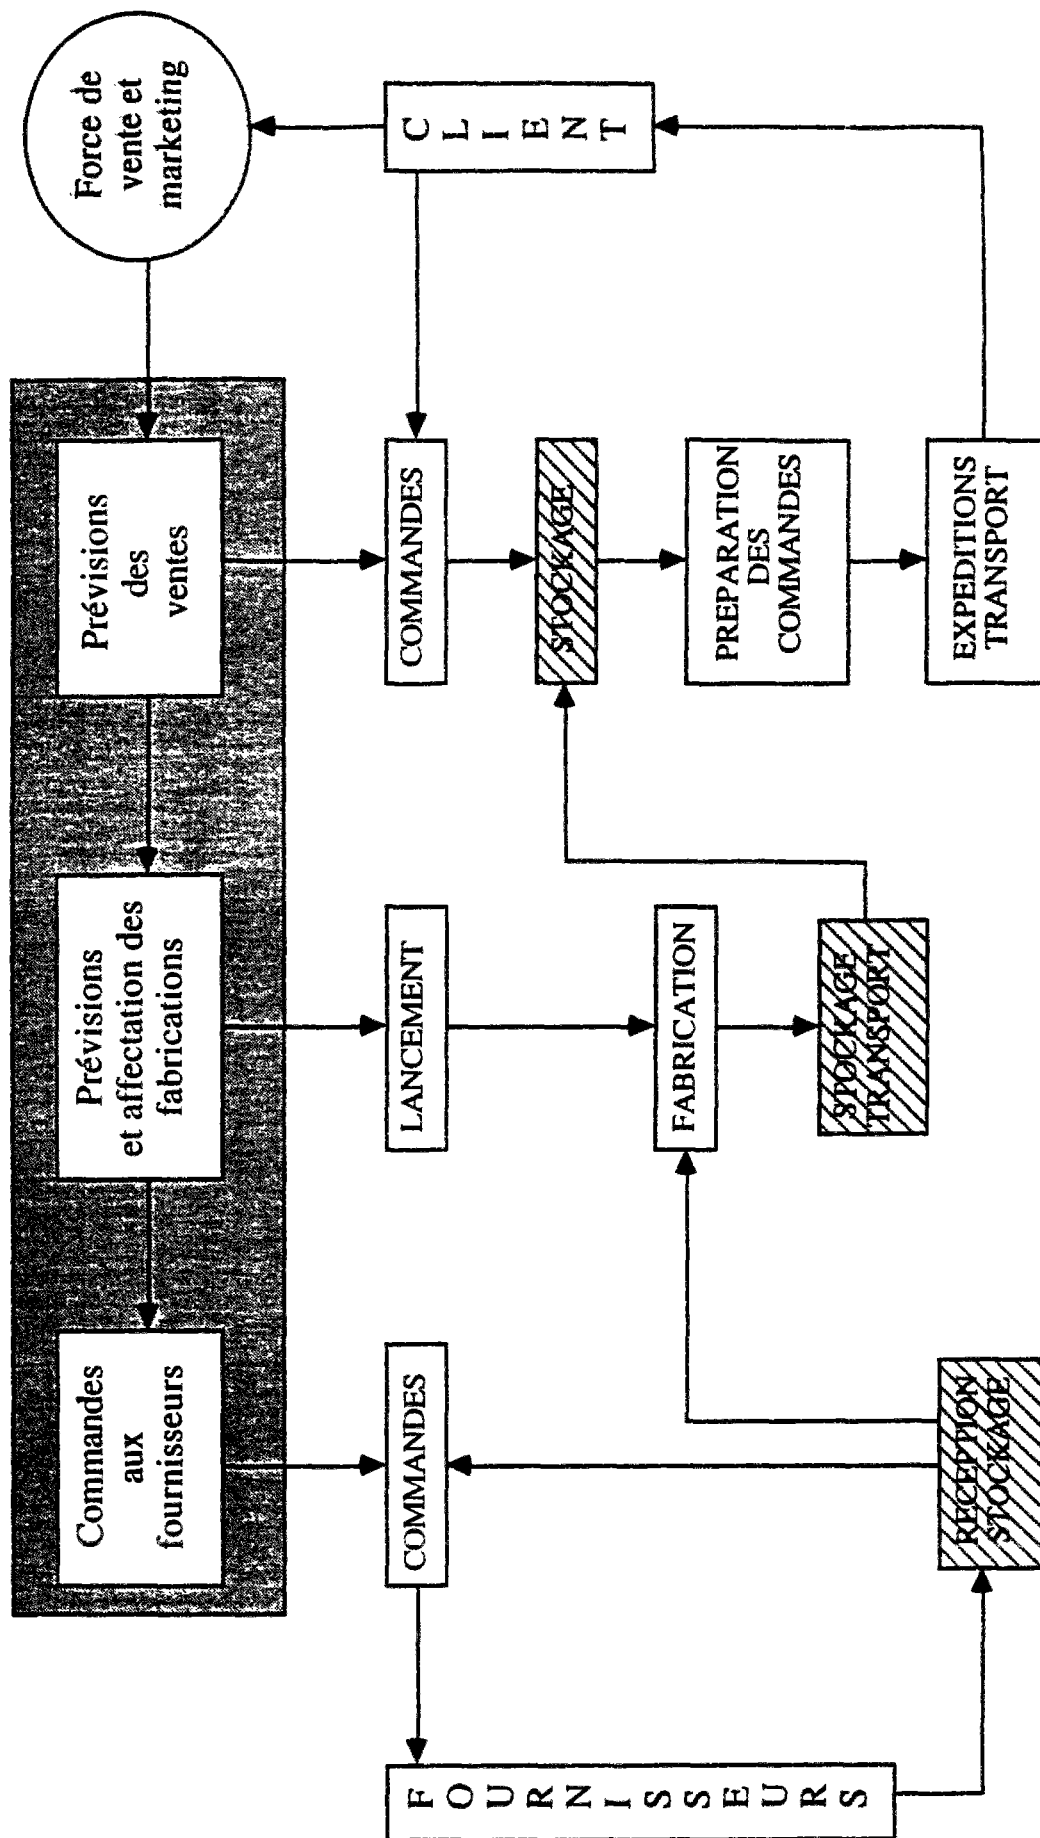 Commandes
aux
fournisseurs
Prévisions
et affectation des
fabrications
Prévisions
des
ventes
Force de
vente et
marketing
F O U R N I S S E U R S
COMMANDES
LANCEMENT
COMMANDES
C L I E N T
STOCKAGE
FABRICATION
PREPARATION
DES
COMMANDES
STOCKAGE
TRANSPORT
RECEPTION
STOCKAGE
EXPEDITIONS
TRANSPORT